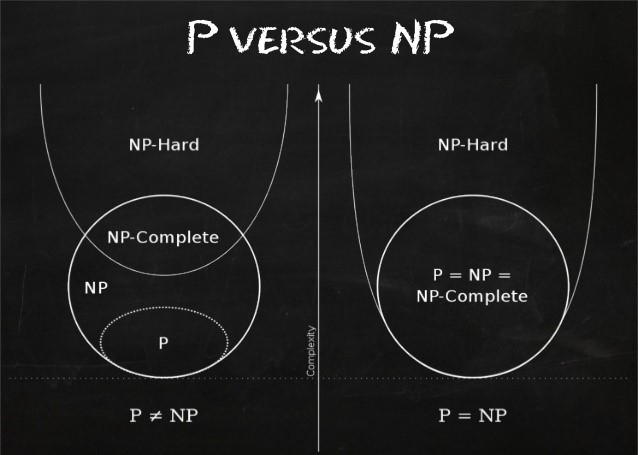 P VERSUS NP
NP-Hard
NP-Complete
NP
P
P ≠ NP
Complexity
NP-Hard
P = NP =
NP-Complete
P = NP